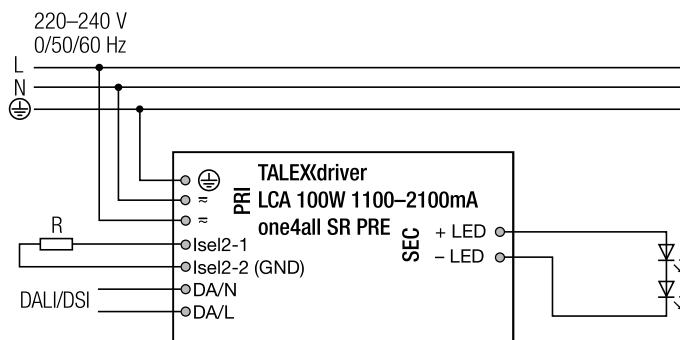 220–240 V
0/50/60 Hz
L
N
TALEXXdriver
LCA 100W 1100–2100mA
one4all SR PRE
PRI
≂
≂
SEC
+ LED
– LED
R
Isel2-1
Isel2-2 (GND)
DALI/DSI
DA/N
DA/L